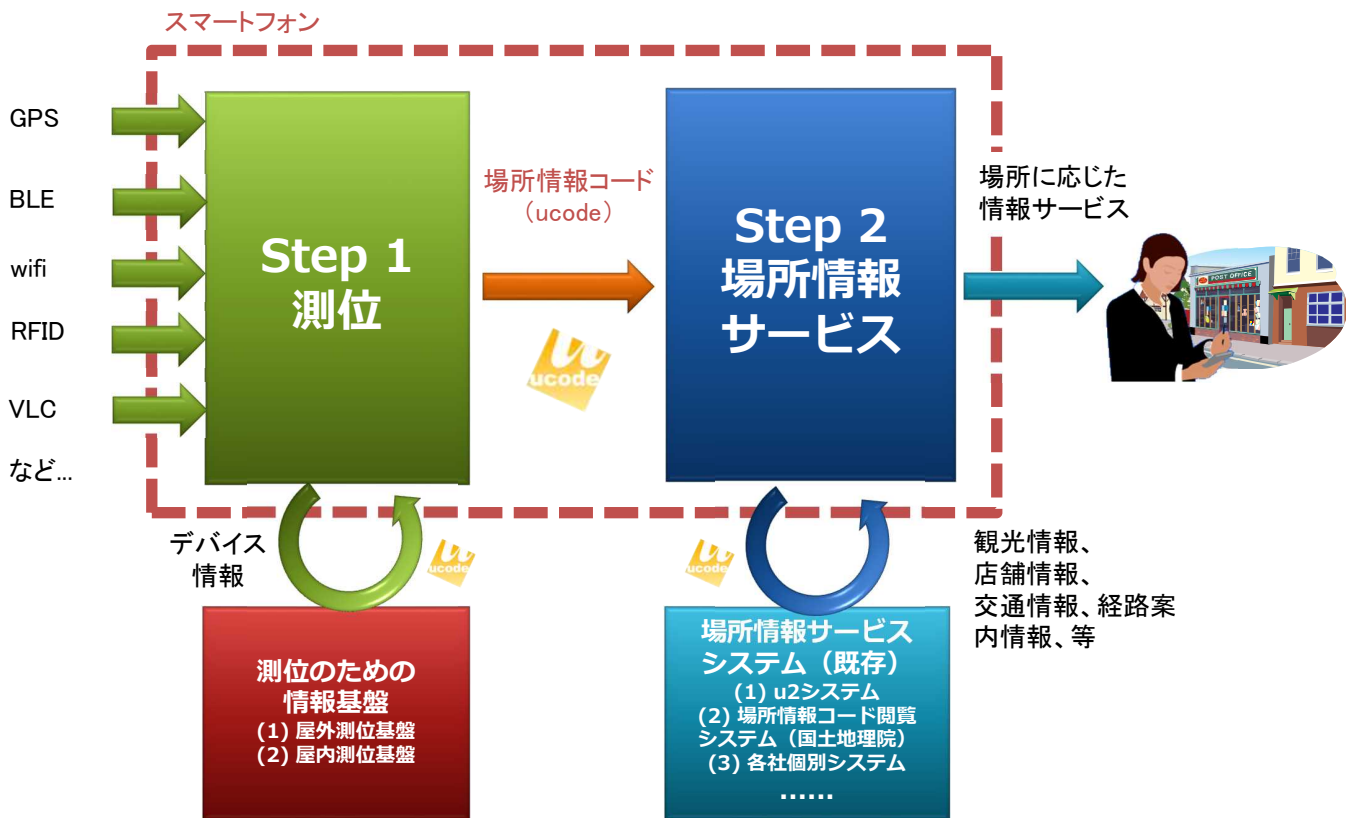 スマートフォン
GPS
BLE
wifi
RFID
VLC
など...
Step 1
測位
場所情報コード
（ucode）
ucode
Step 2
場所情報
サービス
場所に応じた
情報サービス
POST OFFICE
デバイス
情報
ucode
ucode
観光情報、
店舗情報、
交通情報、経路案
内情報、等
測位のための
情報基盤
(1) 屋外測位基盤
(2) 屋内測位基盤
場所情報サービス
システム（既存）
(1) u2システム
(2) 場所情報コード閲覧
システム（国土地理院）
(3) 各社個別システム
......